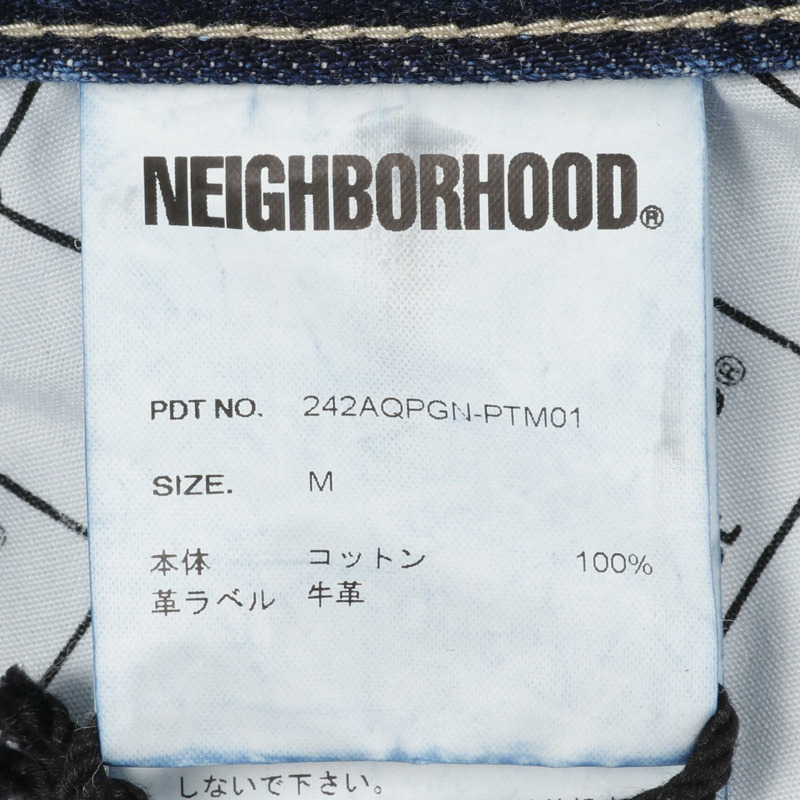 NEIGHBORHOOD®
PDT NO. 242AQPGN-PTM01
SIZE. M
本体 コットン 100%
革ラベル 牛革
しないで下さい。